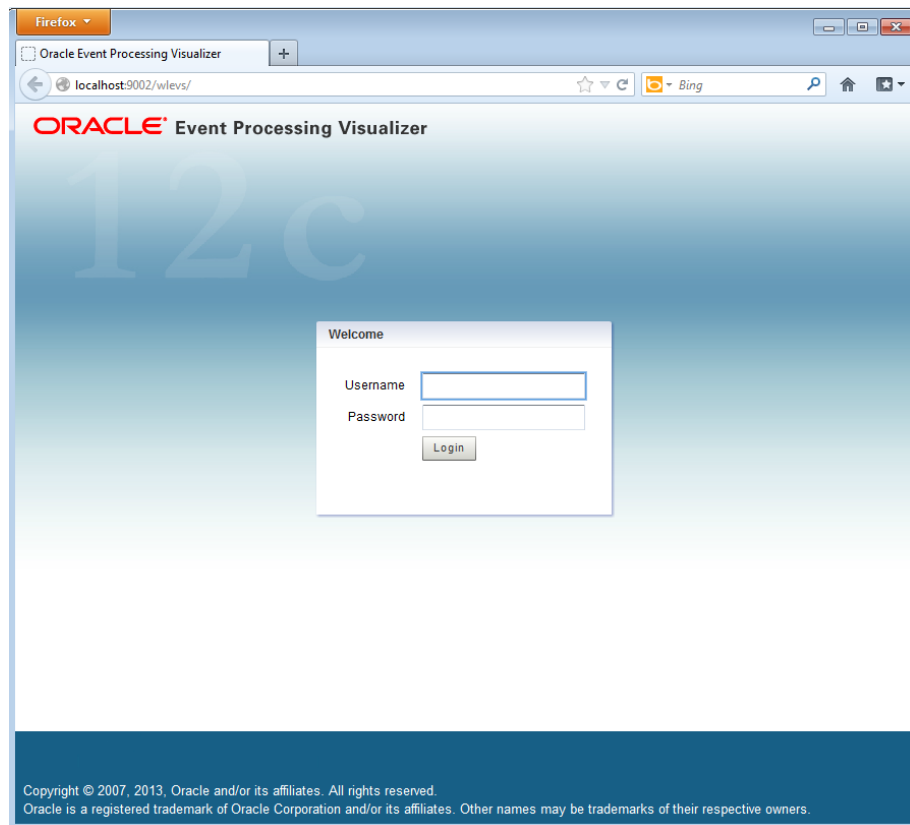 Firefox
Oracle Event Processing Visualizer
localhost:9002/wlevs/
Bing
ORACLE Event Processing Visualizer
12c
Welcome
Username
Password
Login
Copyright © 2007, 2013, Oracle and/or its affiliates. All rights reserved.
Oracle is a registered trademark of Oracle Corporation and/or its affiliates. Other names may be trademarks of their respective owners.